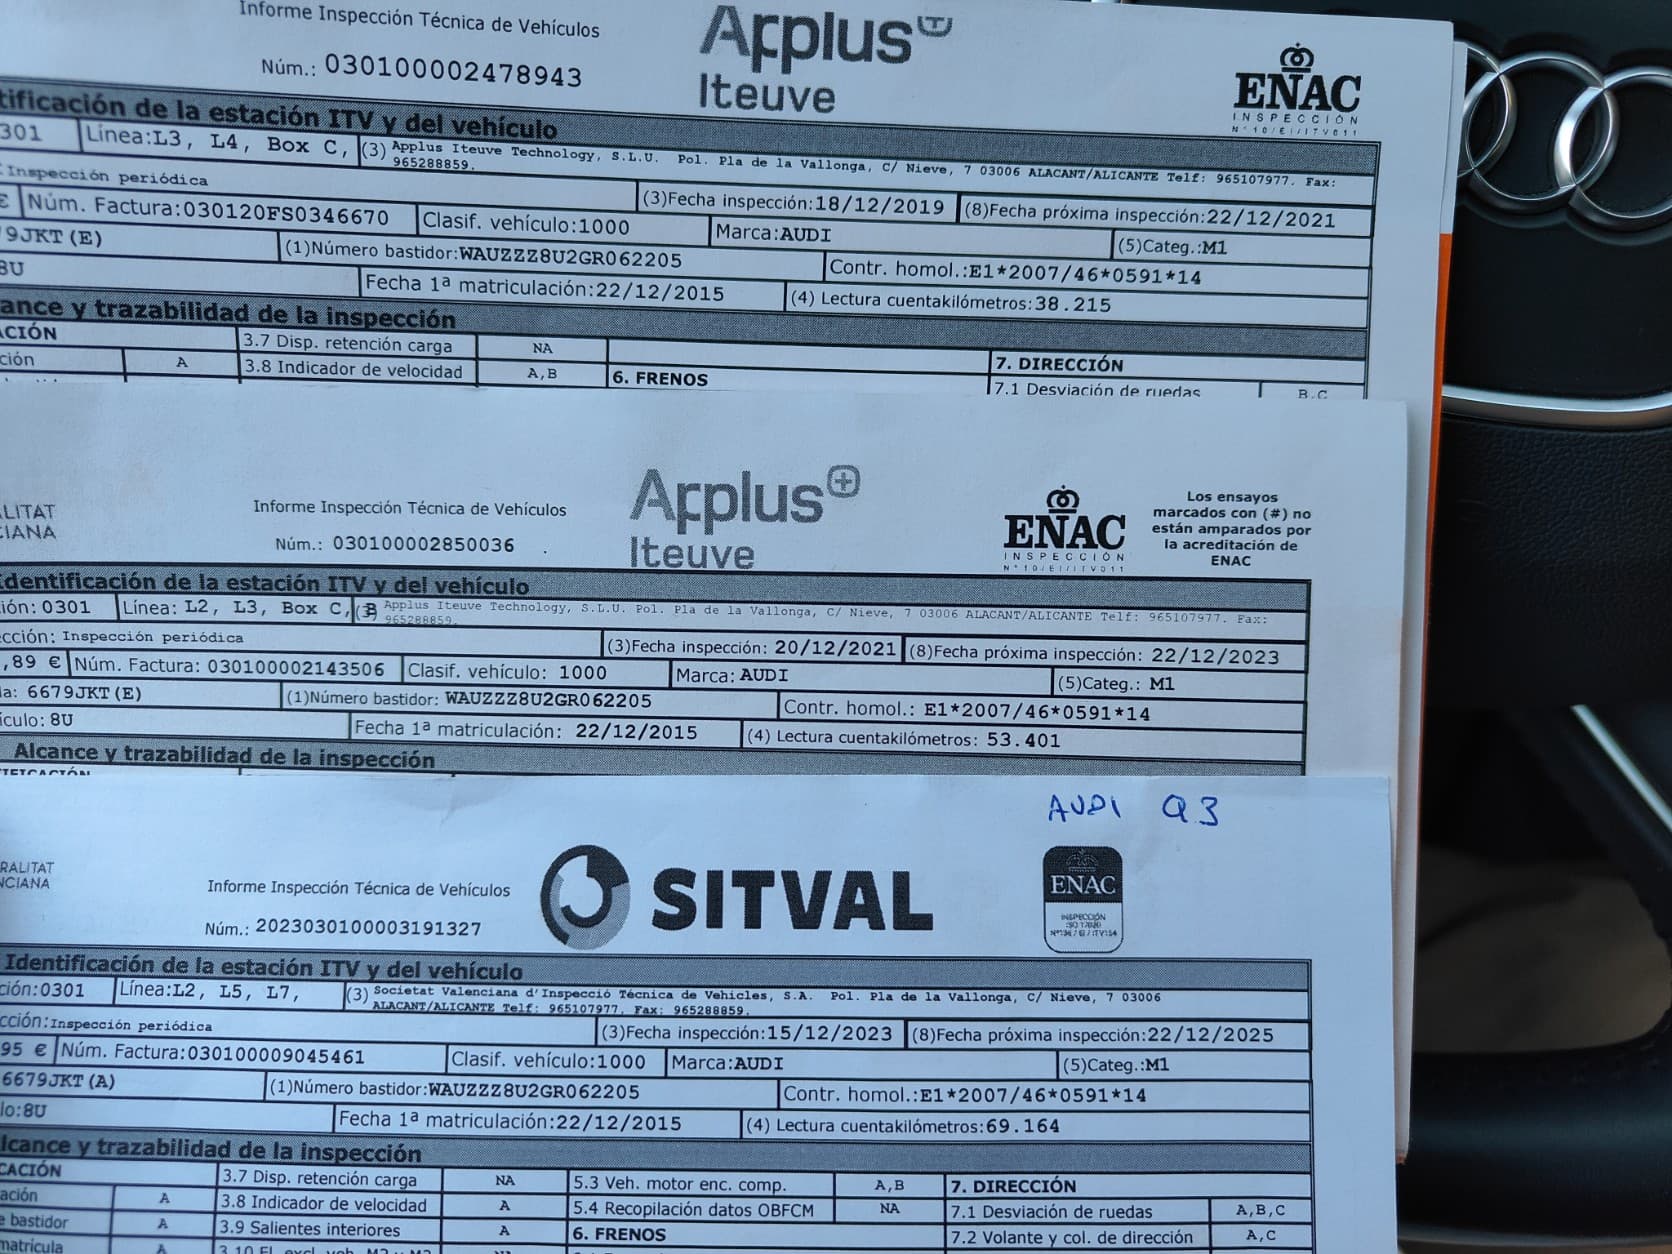 Informe Inspección Técnica de Vehículos
Núm.: 030100002478943
Applus
Iteuve
ENAC
INSPECCIÓN
Nº10/EI/ITV011
tificación de la estación ITV y del vehículo
301 Línea:L3, L4, Box C, (3) Applus Iteuve Technology, S.L.U. Pol. Pla de la Vallonga, C/ Nieve, 7 03006 ALACANT/ALICANTE Telf: 965107977. Fax:
965288859.
Inspección periódica
(3)Fecha inspección:18/12/2019 (8)Fecha próxima inspección:22/12/2021
€ Núm. Factura:030120FS0346670 Clasif. vehículo:1000 Marca:AUDI (5)Categ.:M1
9JKT(E) (1)Número bastidor:WAUZZZ8U2GR062205 Contr. homol.:E1*2007/46*0591*14
8U Fecha 1ª matriculación:22/12/2015 (4) Lectura cuentakilómetros:38.215
ance y trazabilidad de la inspección
ACIÓN 3.7 Disp. retención carga NA 7. DIRECCIÓN
ción A 3.8 Indicador de velocidad A,B 6. FRENOS 7.1 Desviación de ruedas B,C
LITAT
CIANA
Informe Inspección Técnica de Vehículos
Núm.: 030100002850036
Applus+
Iteuve
ENAC
INSPECCIÓN
Nº10/EI/ITV011
Los ensayos
marcados con (#) no
están amparados por
la acreditación de
ENAC
Identificación de la estación ITV y del vehículo
ión: 0301 Línea: L2, L3, Box C, (3) Applus Iteuve Technology, S.L.U. Pol. Pla de la Vallonga, C/ Nieve, 7 03006 ALACANT/ALICANTE Telf: 965107977. Fax:
965288859.
cción: Inspección periódica (3)Fecha inspección: 20/12/2021 (8)Fecha próxima inspección: 22/12/2023
,89 € Núm. Factura: 030100002143506 Clasif. vehículo: 1000 Marca: AUDI (5)Categ.: M1
la: 6679JKT(E) (1)Número bastidor: WAUZZZ8U2GR062205 Contr. homol.: E1*2007/46*0591*14
ículo: 8U Fecha 1ª matriculación: 22/12/2015 (4) Lectura cuentakilómetros: 53.401
Alcance y trazabilidad de la inspección
AUDI Q3
RALITAT
NCIANA
Informe Inspección Técnica de Vehículos
Núm.: 2023030100003191327
SITVAL
ENAC
INSPECCIÓN
Identificación de la estación ITV y del vehículo
ción:0301 Línea:L2, L5, L7, (3) Societat Valenciana d'Inspecció Tècnica de Vehicles, S.A. Pol. Pla de la Vallonga, C/ Nieve, 7 03006
ALACANT/ALICANTE Telf: 965107977. Fax: 965288859.
cción:Inspección periódica (3)Fecha inspección:15/12/2023 (8)Fecha próxima inspección:22/12/2025
95 € Núm. Factura:030100009045461 Clasif. vehículo:1000 Marca:AUDI (5)Categ.:M1
6679JKT(A) (1)Número bastidor:WAUZZZ8U2GR062205 Contr. homol.:E1*2007/46*0591*14
lo:8U Fecha 1ª matriculación:22/12/2015 (4) Lectura cuentakilómetros:69.164
lcance y trazabilidad de la inspección
CACIÓN 3.7 Disp. retención carga NA 5.3 Veh. motor enc. comp. A,B 7. DIRECCIÓN
ación A 3.8 Indicador de velocidad A 5.4 Recopilación datos OBFCM NA 7.1 Desviación de ruedas A,B,C
e bastidor A 3.9 Salientes interiores A 6. FRENOS 7.2 Volante y col. de dirección A,C
matrícula A